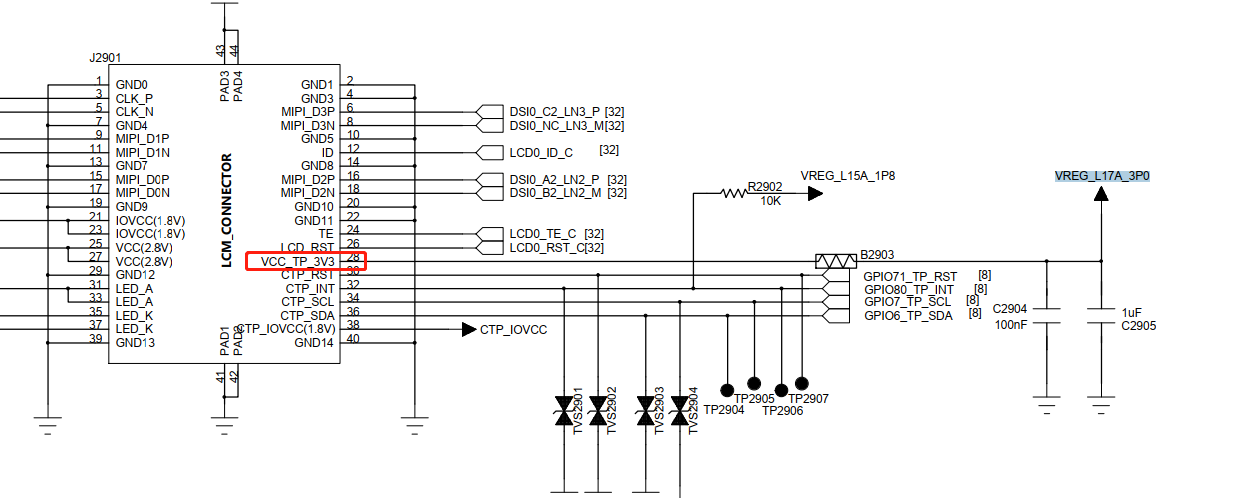 J2901
43
44
PAD3
PAD4
LCM_CONNECTOR
1 GND0 GND1 2
3 CLK_P GND3 4
5 CLK_N MIPI_D3P 6 DSI0_C2_LN3_P [32]
7 GND4 MIPI_D3N 8 DSI0_NC_LN3_M[32]
9 MIPI_D1P GND5 10
11 MIPI_D1N ID 12 LCD0_ID_C [32]
13 GND7 GND8 14
15 MIPI_D0P MIPI_D2P 16 DSI0_A2_LN2_P [32]
17 MIPI_D0N MIPI_D2N 18 DSI0_B2_LN2_M [32]
19 GND9 GND10 20
21 IOVCC(1.8V) GND11 22
23 IOVCC(1.8V) TE 24 LCD0_TE_C [32]
25 VCC(2.8V) LCD_RST 26 LCD0_RST_C[32]
27 VCC(2.8V) VCC_TP_3V3 28 B2903
29 GND12 CTP_RST 30 GPIO71_TP_RST [8]
31 LED_A CTP_INT 32 GPIO80_TP_INT [8]
33 LED_A CTP_SCL 34 GPIO7_TP_SCL [8]
35 LED_K CTP_SDA 36 GPIO6_TP_SDA [8]
37 LED_K CTP_IOVCC(1.8V) 38 CTP_IOVCC
39 GND13 GND14 40
PAD1
PAD2
41
42
R2902
10K
VREG_L15A_1P8
VREG_L17A_3P0
C2904
100nF
1uF
C2905
TVS2901
TVS2902
TVS2903
TVS2904
TP2904
TP2905
TP2906
TP2907